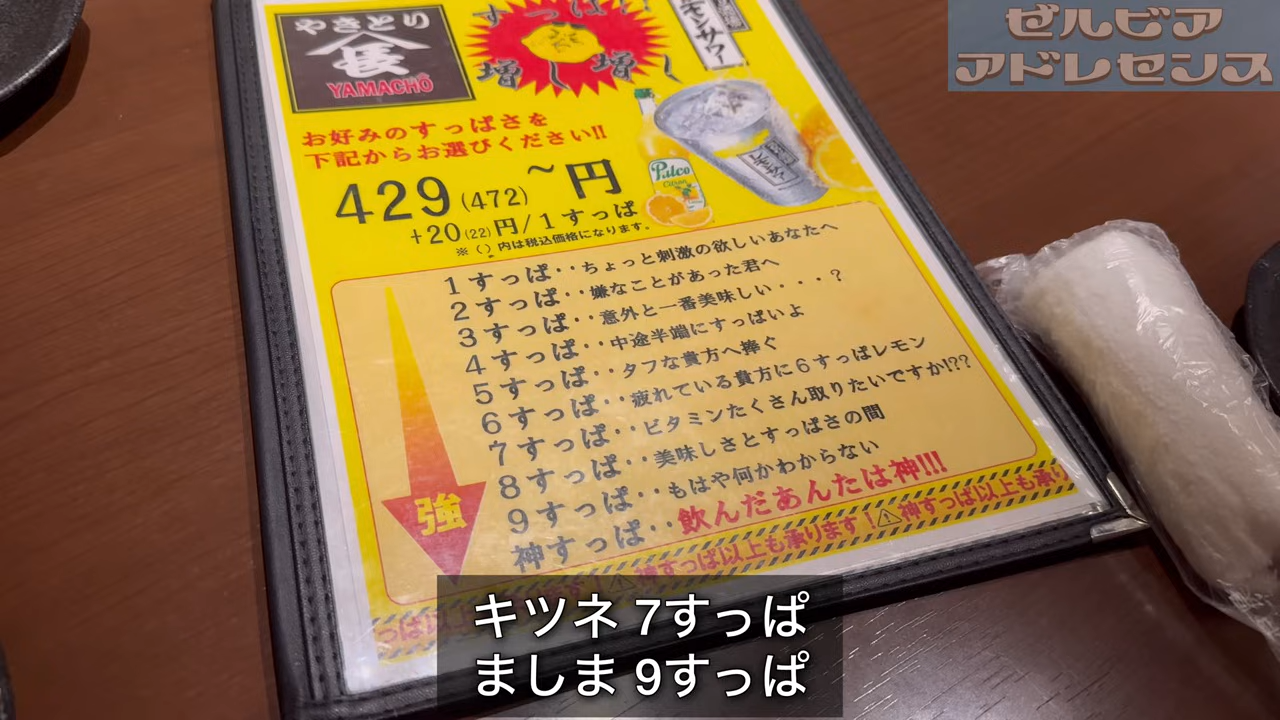 ゼルビア
アドレセンス
やきとり
長
YAMACHO
すっぱ
増し増し
レモンサワー
お好みのすっぱさを
下記からお選びください!!
429(472)~円
+20(22)円/1すっぱ
※()内は税込価格になります。
Pulco
Citron
1すっぱ‥ちょっと刺激の欲しいあなたへ
2すっぱ‥嫌なことがあった君へ
3すっぱ‥意外と一番美味しい・・・?
4すっぱ‥中途半端にすっぱいよ
5すっぱ‥タフな貴方へ捧ぐ
6すっぱ‥疲れている貴方に6すっぱレモン
7すっぱ‥ビタミンたくさん取りたいですか!??
8すっぱ‥美味しさとすっぱさの間
9すっぱ‥もはや何かわからない
神すっぱ‥飲んだあんたは神!!!
強
神すっぱ以上も承ります!⚠神すっぱ以上も承り
キツネ 7すっぱ
ましま 9すっぱ